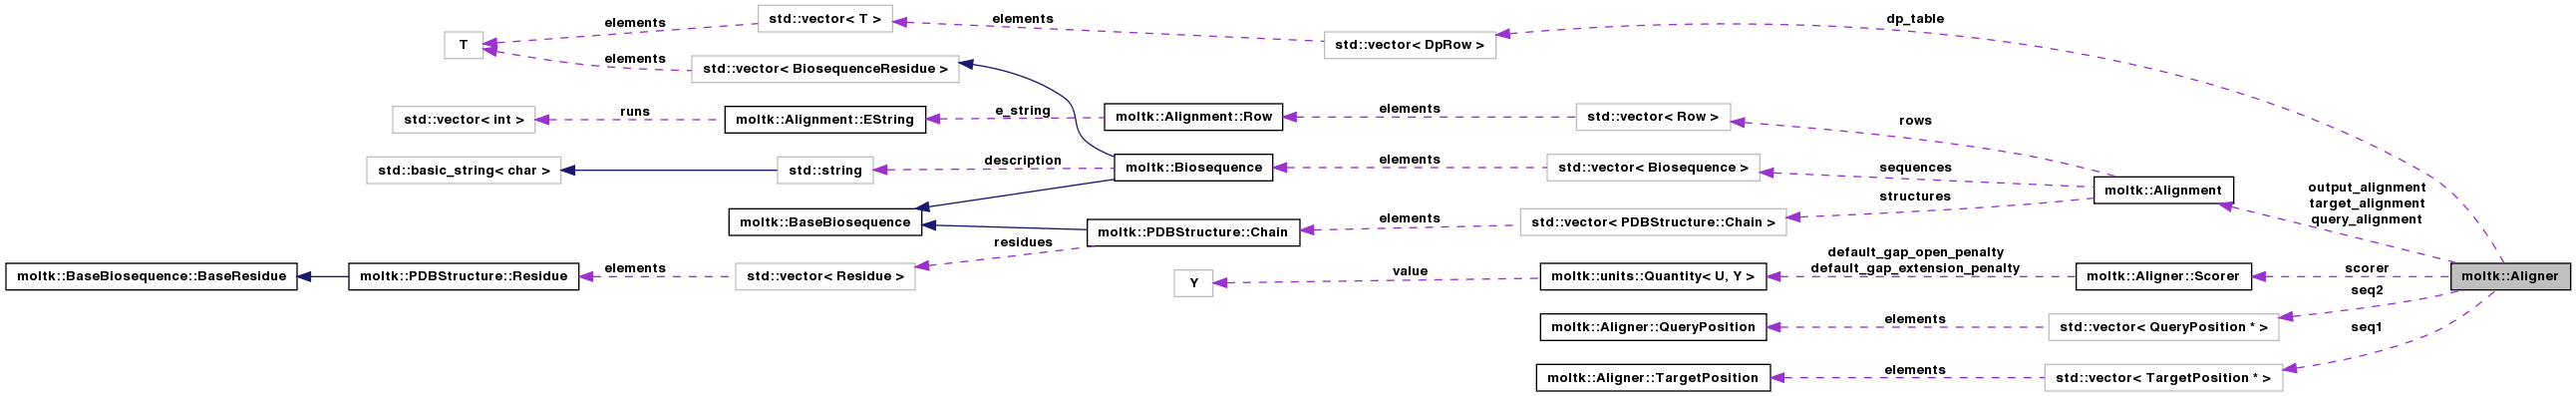 elements
std::vector< T >
elements
dp_table
T
std::vector< DpRow >
elements
std::vector< BiosequenceResidue >
std::vector< int >
runs
moltk::Alignment::EString
e_string
moltk::Alignment::Row
elements
std::vector< Row >
rows
std::basic_string< char >
std::string
description
moltk::Biosequence
elements
std::vector< Biosequence >
sequences
moltk::Alignment
structures
output_alignment
target_alignment
query_alignment
moltk::BaseBiosequence
moltk::PDBStructure::Chain
elements
std::vector< PDBStructure::Chain >
residues
moltk::BaseBiosequence::BaseResidue
moltk::PDBStructure::Residue
elements
std::vector< Residue >
Y
value
moltk::units::Quantity< U, Y >
default_gap_open_penalty
default_gap_extension_penalty
moltk::Aligner::Scorer
scorer
moltk::Aligner
seq2
moltk::Aligner::QueryPosition
elements
std::vector< QueryPosition * >
seq1
moltk::Aligner::TargetPosition
elements
std::vector< TargetPosition * >